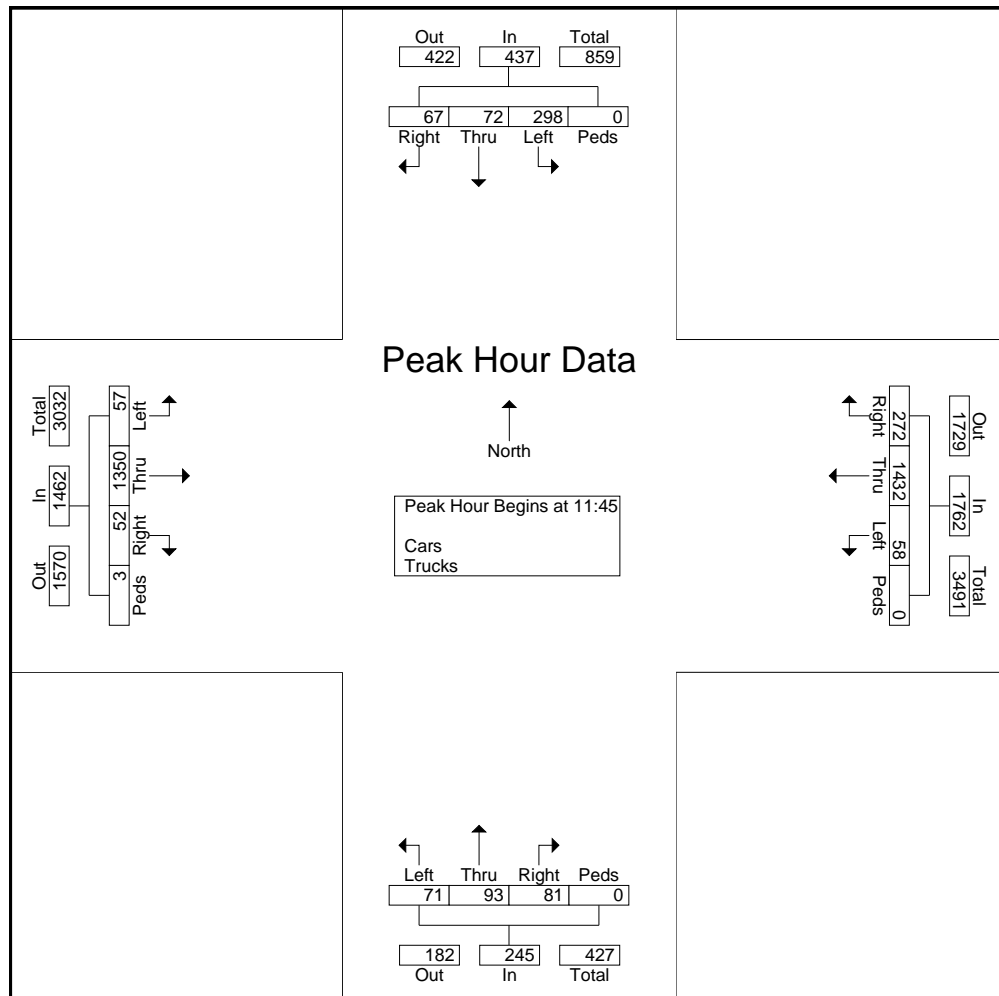 Out In Total
422 437 859
67 72 298 0
Right Thru Left Peds
Peak Hour Data
North
Peak Hour Begins at 11:45
Cars
Trucks
Total In Out
3032 1462 1570
57 1350 52 3
Left Thru Right Peds
Out In Total
1729 1762 3491
272 1432 58 0
Right Thru Left Peds
Left Thru Right Peds
71 93 81 0
182 245 427
Out In Total